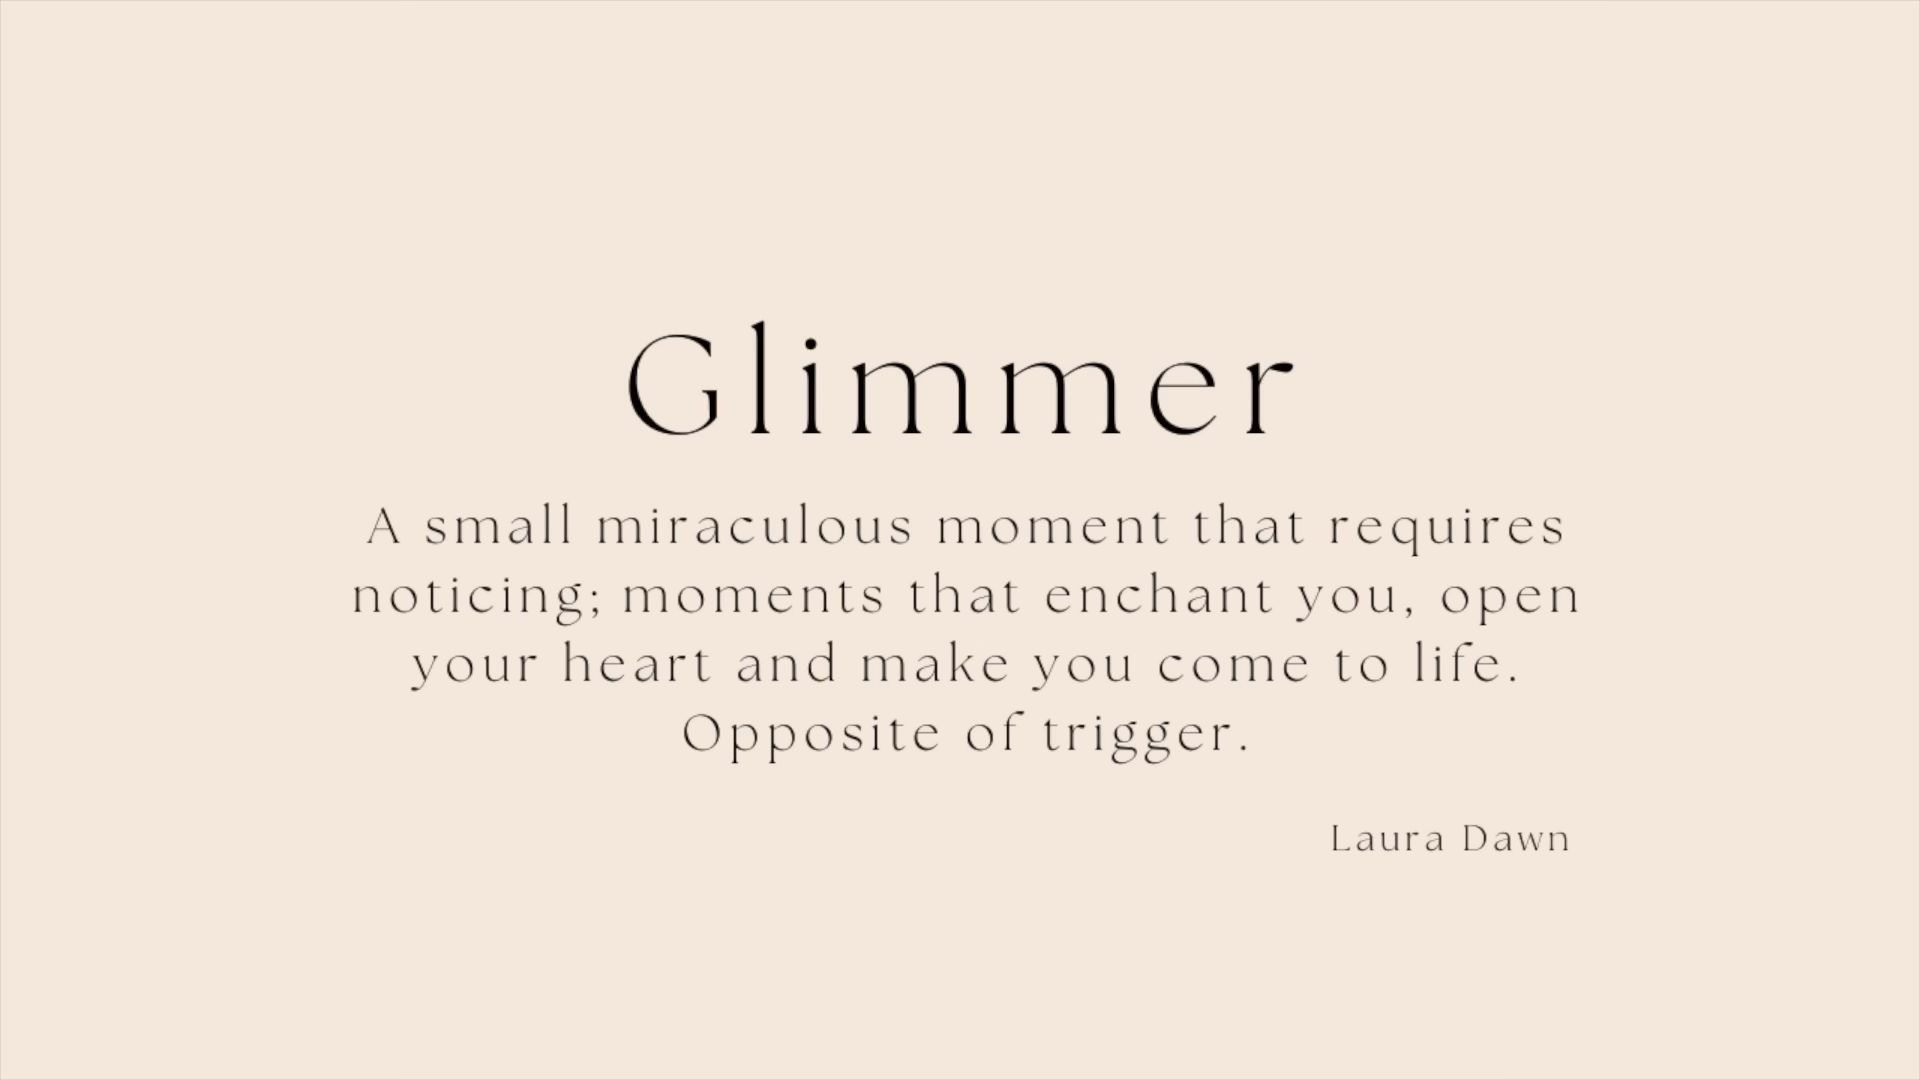 Glimmer
A small miraculous moment that requires
noticing; moments that enchant you, open
your heart and make you come to life.
Opposite of trigger.
Laura Dawn